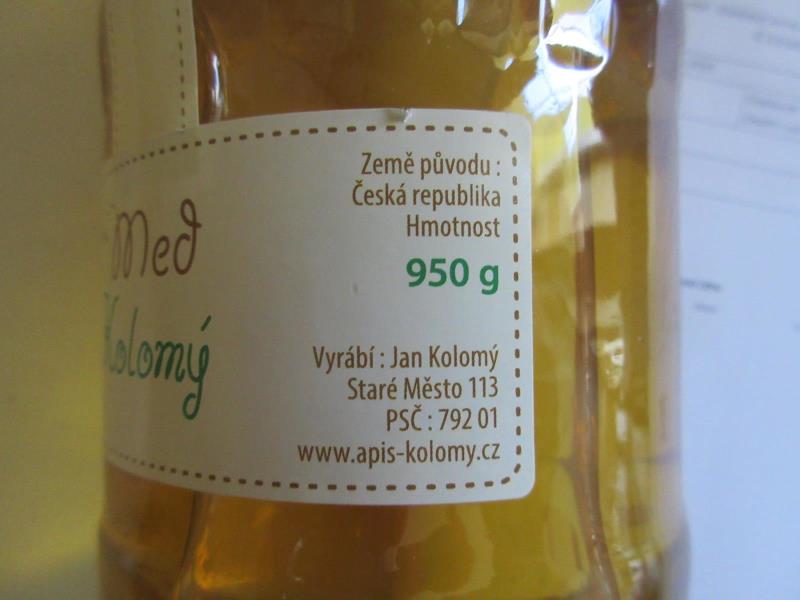 Med
Kolomý
Země původu :
Česká republika
Hmotnost
950 g
Vyrábí : Jan Kolomý
Staré Město 113
PSČ : 792 01
www.apis-kolomy.cz